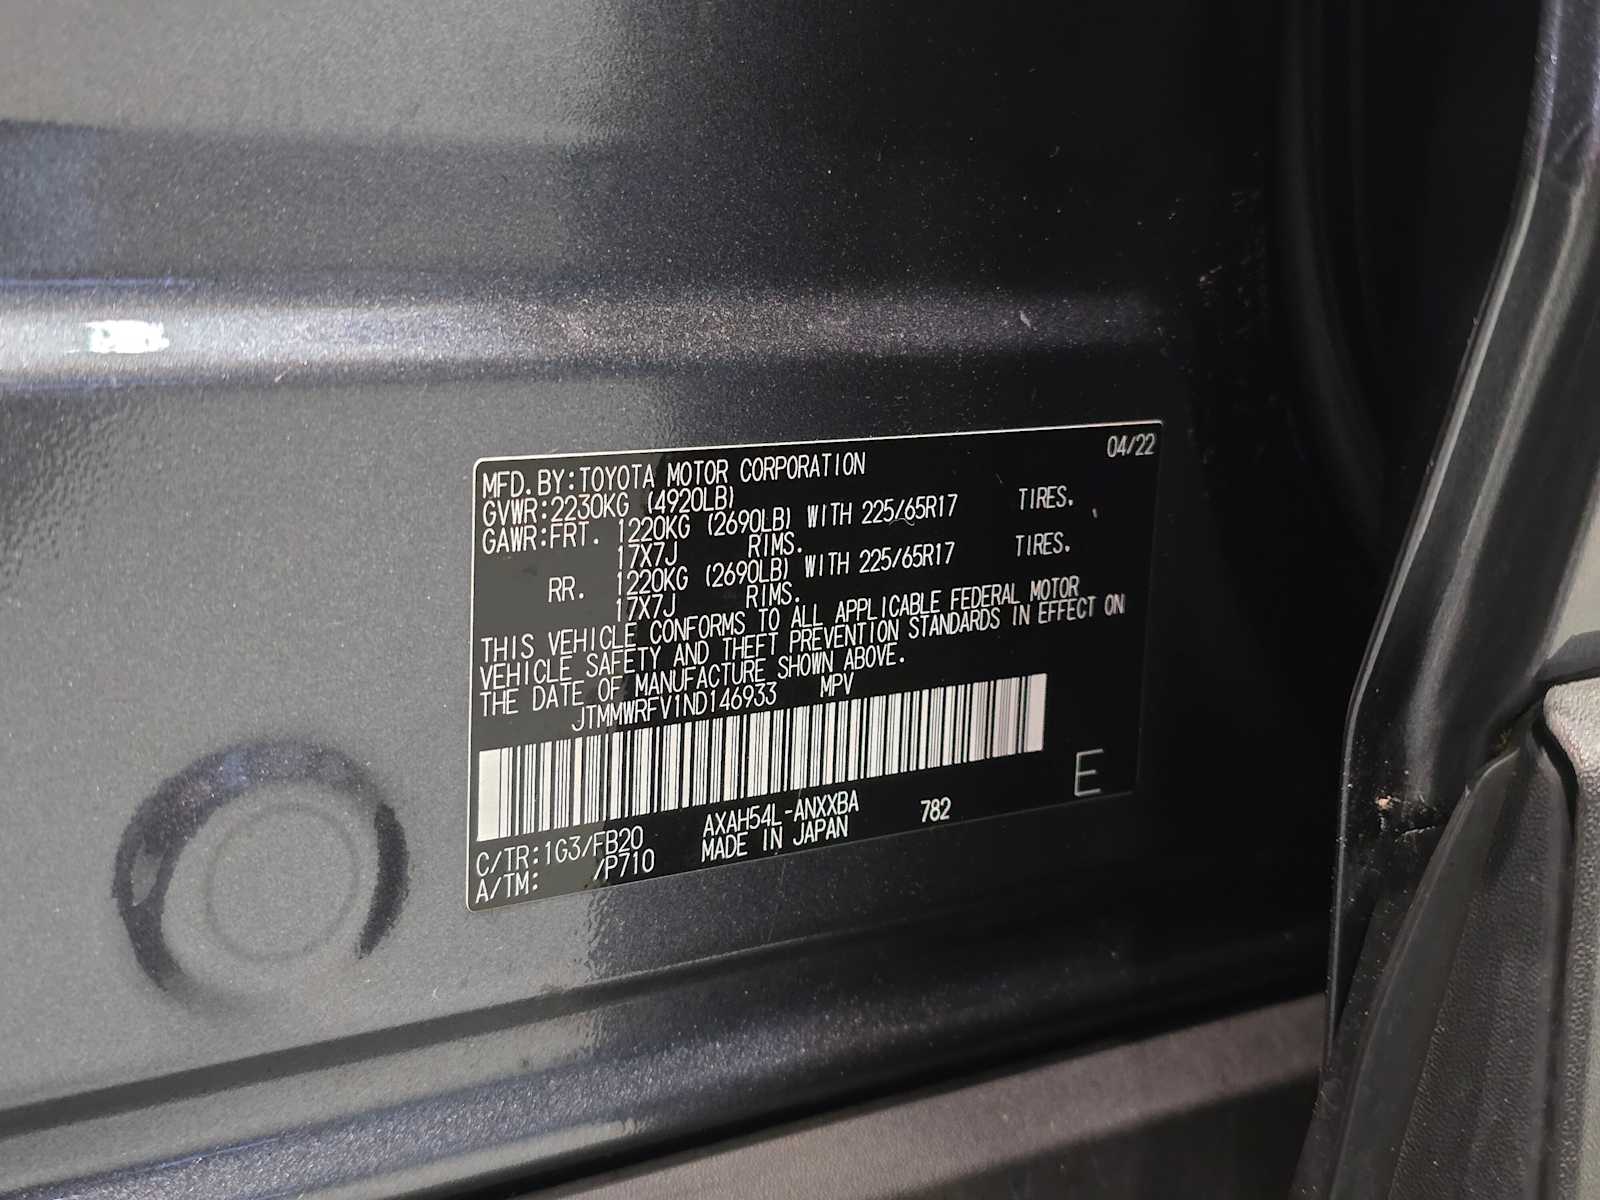 04/22
MFD. BY: TOYOTA MOTOR CORPORATION
GVWR: 2230KG (4920LB)
GAWR: FRT. 1220KG (2690LB) WITH 225/65R17 TIRES.
17X7J RIMS.
RR. 1220KG (2690LB) WITH 225/65R17 TIRES.
17X7J RIMS.
THIS VEHICLE CONFORMS TO ALL APPLICABLE FEDERAL MOTOR
VEHICLE SAFETY AND THEFT PREVENTION STANDARDS IN EFFECT ON
THE DATE OF MANUFACTURE SHOWN ABOVE.
JTMMWRFV1ND146933 MPV
E
C/TR: 1G3/FB20 AXAH54L-ANXXBA 782
A/TM: /P710 MADE IN JAPAN